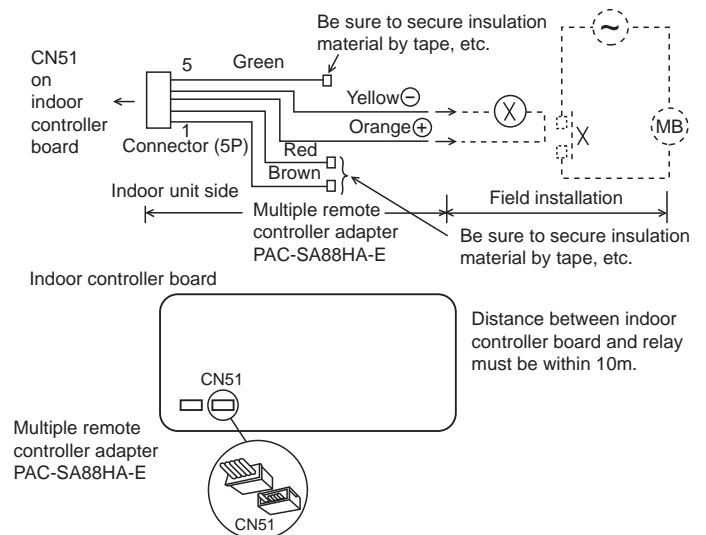 Be sure to secure insulation
material by tape, etc.
CN51
on
indoor
controller
board
5
Green
Yellow⊖
Orange⊕
1
Connector (5P)
Red
Brown
X
X
MB
~
Indoor unit side
Multiple remote
controller adapter
PAC-SA88HA-E
Field installation
Be sure to secure insulation
material by tape, etc.
Indoor controller board
Distance between indoor
controller board and relay
must be within 10m.
CN51
Multiple remote
controller adapter
PAC-SA88HA-E
CN51